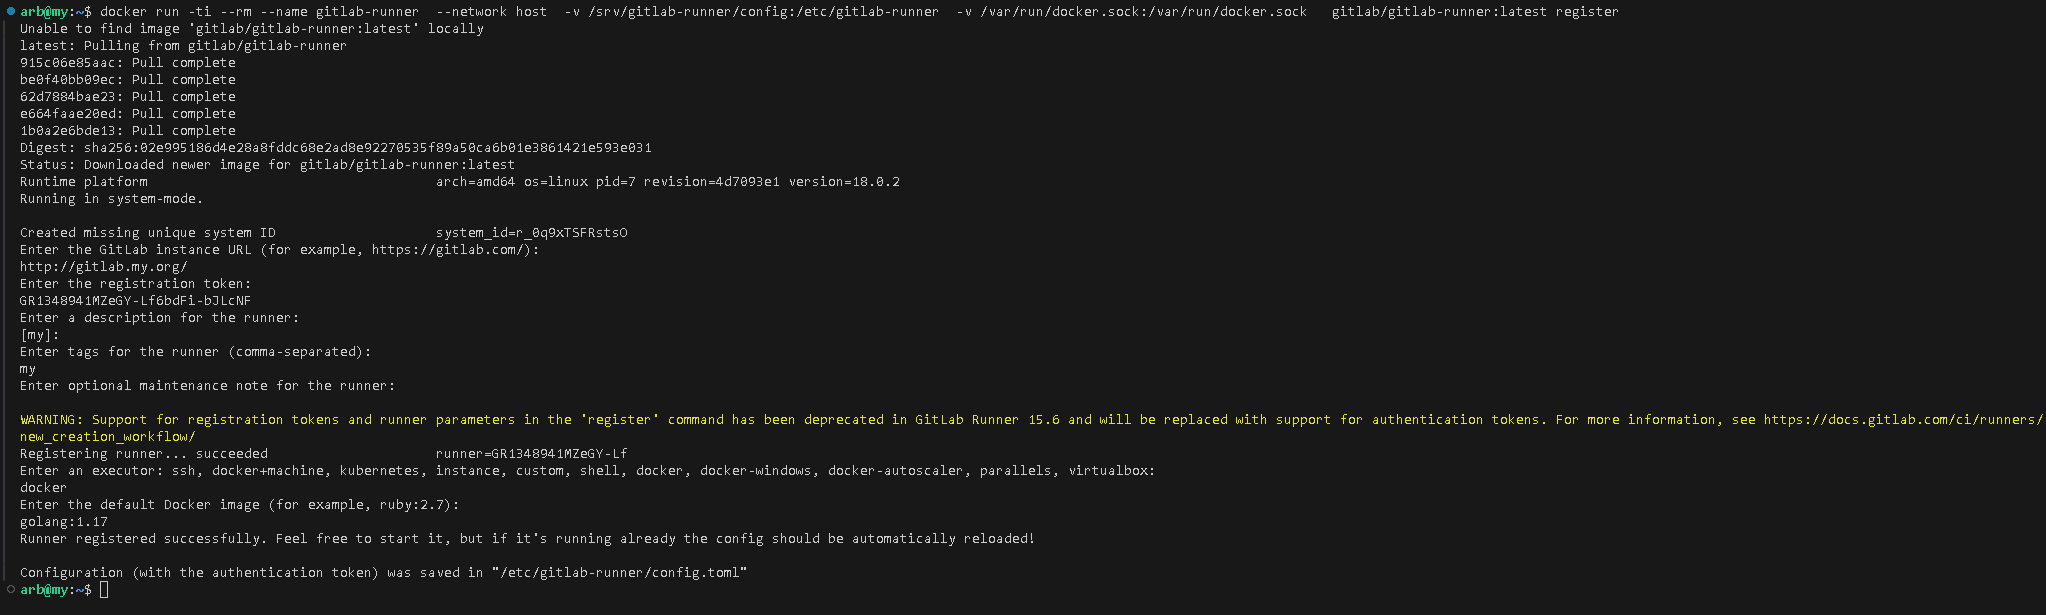 arb@my:~$ docker run -ti --rm --name gitlab-runner  --network host  -v /srv/gitlab-runner/config:/etc/gitlab-runner  -v /var/run/docker.sock:/var/run/docker.sock   gitlab/gitlab-runner:latest register
Unable to find image 'gitlab/gitlab-runner:latest' locally
latest: Pulling from gitlab/gitlab-runner
915c06e85aac: Pull complete
be0f40bb09ec: Pull complete
62d7884bae23: Pull complete
e664faae20ed: Pull complete
1b0a2e6bde13: Pull complete
Digest: sha256:02e995186d4e28a8fddc68e2ad8e92270535f89a50ca6b01e3861421e593e031
Status: Downloaded newer image for gitlab/gitlab-runner:latest
Runtime platform                                    arch=amd64 os=linux pid=7 revision=4d7093e1 version=18.0.2
Running in system-mode.
Created missing unique system ID                    system_id=r_0q9xTSFRstsO
Enter the GitLab instance URL (for example, https://gitlab.com/):
http://gitlab.my.org/
Enter the registration token:
GR1348941MZeGY-Lf6bdFi-bJLcNF
Enter a description for the runner:
[my]:
Enter tags for the runner (comma-separated):
my
Enter optional maintenance note for the runner:
WARNING: Support for registration tokens and runner parameters in the 'register' command has been deprecated in GitLab Runner 15.6 and will be replaced with support for authentication tokens. For more information, see https://docs.gitlab.com/ci/runners/
new_creation_workflow/
Registering runner... succeeded                     runner=GR1348941MZeGY-Lf
Enter an executor: ssh, docker+machine, kubernetes, instance, custom, shell, docker, docker-windows, docker-autoscaler, parallels, virtualbox:
docker
Enter the default Docker image (for example, ruby:2.7):
golang:1.17
Runner registered successfully. Feel free to start it, but if it's running already the config should be automatically reloaded!
Configuration (with the authentication token) was saved in "/etc/gitlab-runner/config.toml"
arb@my:~$